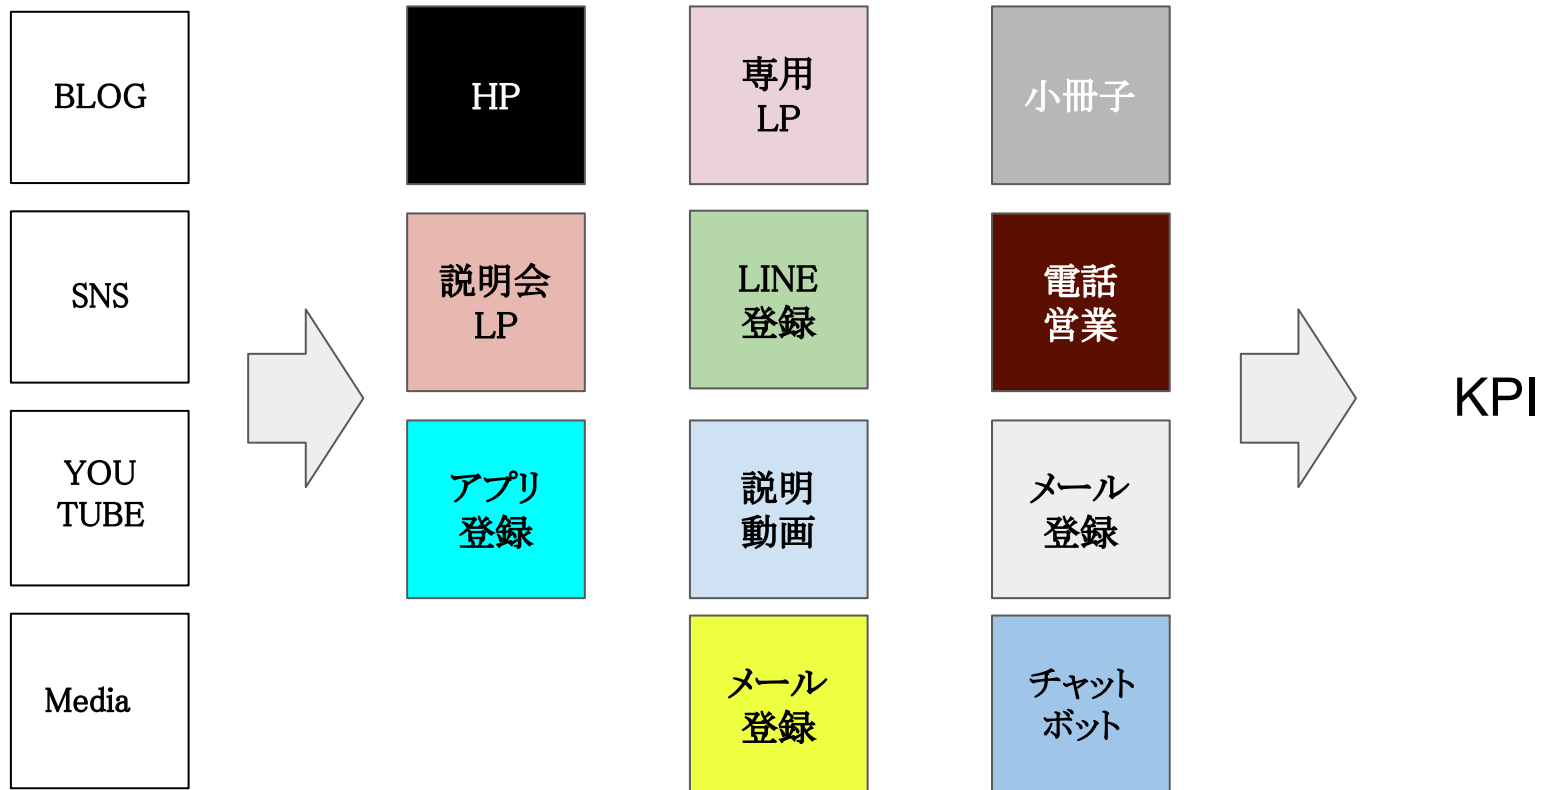 BLOG
HP
専用
LP
小冊子
SNS
説明会
LP
LINE
登録
電話
営業
KPI
YOU
TUBE
アプリ
登録
説明
動画
メール
登録
Media
メール
登録
チャット
ボット